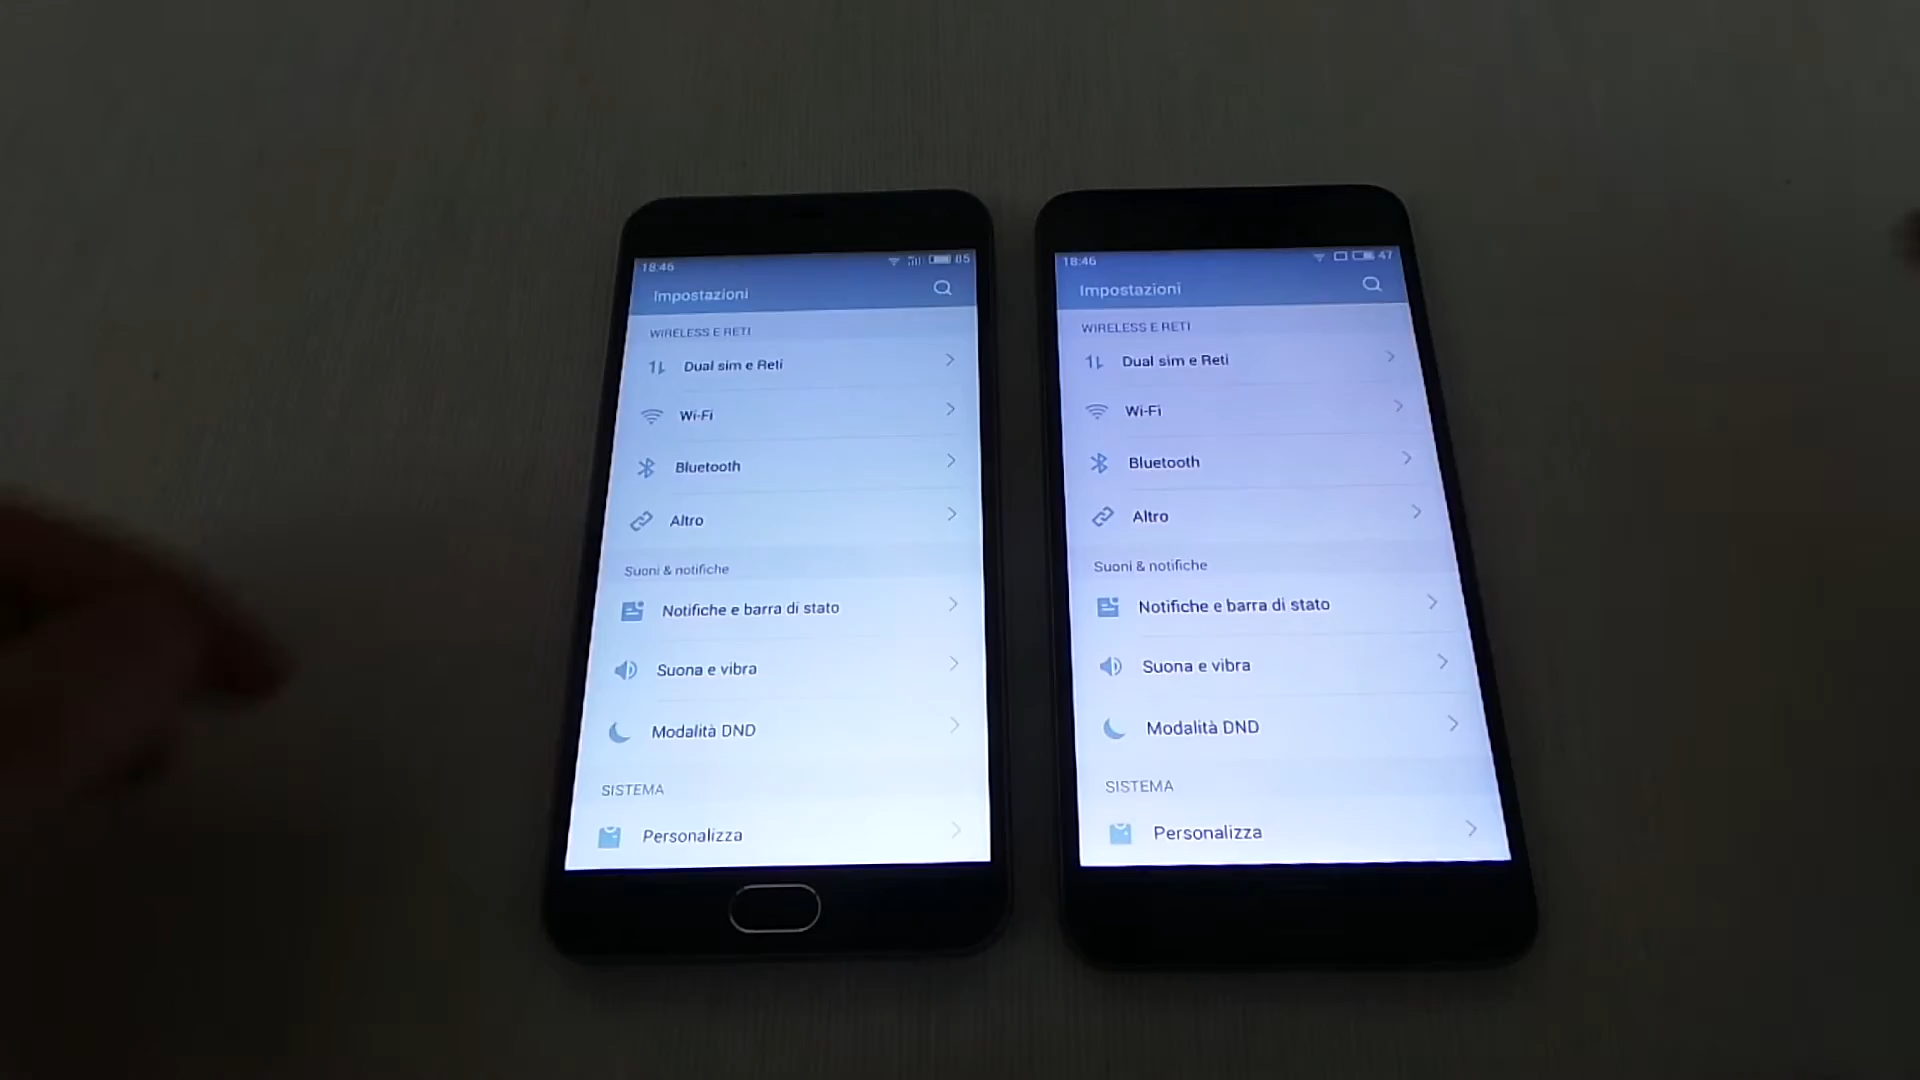 18:46 85
Impostazioni
WIRELESS E RETI
Dual sim e Reti
Wi-Fi
Bluetooth
Altro
Suoni & notifiche
Notifiche e barra di stato
Suona e vibra
Modalità DND
SISTEMA
Personalizza
18:46 47
Impostazioni
WIRELESS E RETI
Dual sim e Reti
Wi-Fi
Bluetooth
Altro
Suoni & notifiche
Notifiche e barra di stato
Suona e vibra
Modalità DND
SISTEMA
Personalizza